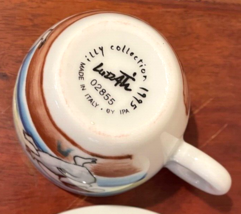 illy collection 1995
02855
MADE IN ITALY • BY IPA